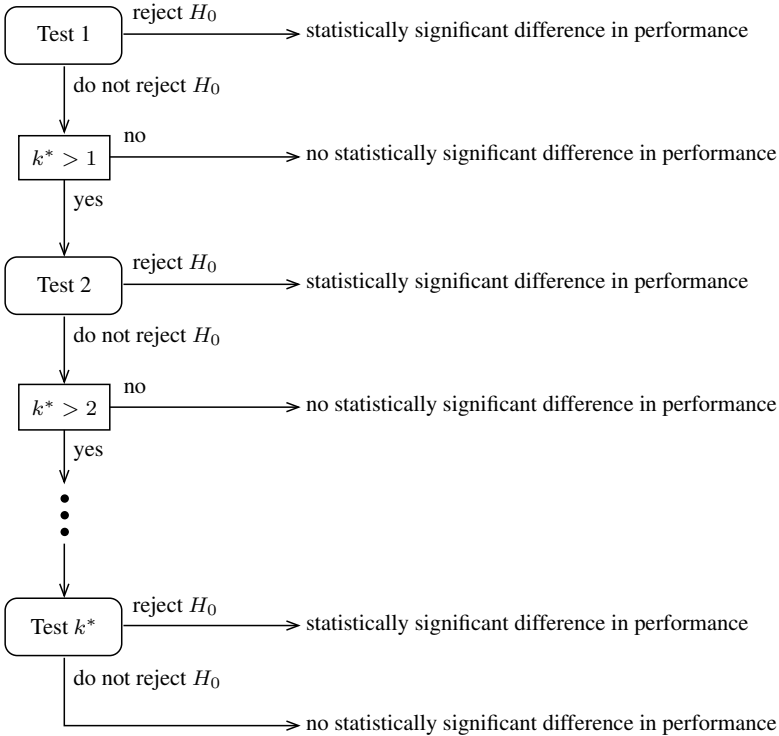 reject H₀
Test 1
statistically significant difference in performance
do not reject H₀
no
k* > 1
no statistically significant difference in performance
yes
reject H₀
Test 2
statistically significant difference in performance
do not reject H₀
no
k* > 2
no statistically significant difference in performance
yes
reject H₀
Test k*
statistically significant difference in performance
do not reject H₀
no statistically significant difference in performance